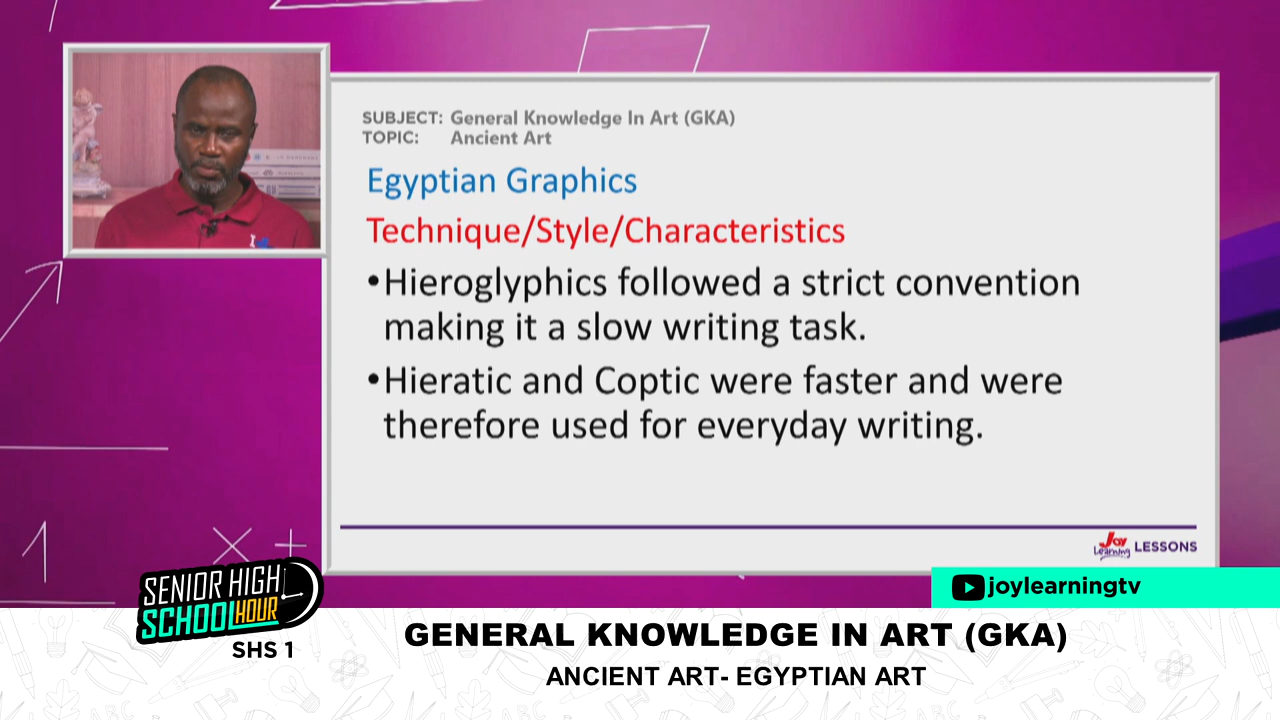 SUBJECT: General Knowledge In Art (GKA)
TOPIC: Ancient Art
Egyptian Graphics
Technique/Style/Characteristics
•Hieroglyphics followed a strict convention
making it a slow writing task.
•Hieratic and Coptic were faster and were
therefore used for everyday writing.
Joy
Learning LESSONS
joylearningtv
SENIOR HIGH
SCHOOL HOUR
SHS 1
GENERAL KNOWLEDGE IN ART (GKA)
ANCIENT ART- EGYPTIAN ART